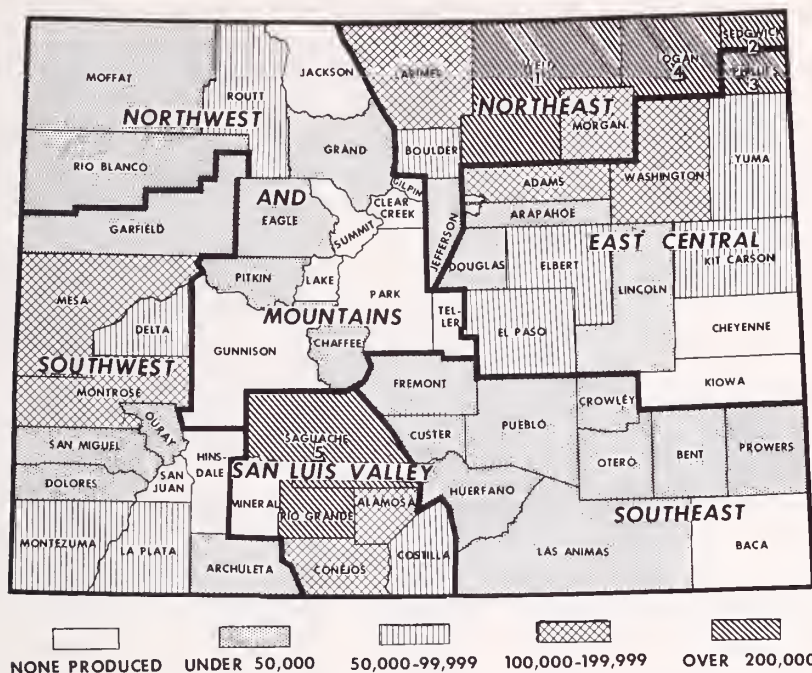 SEDGWICK
2
MOFFAT
JACKSON
LARIMER
WELD
1
LOGAN
4
PHILLIPS
3
ROUTT
NORTHWEST
NORTHEAST
MORGAN
GRAND
BOULDER
RIO BLANCO
YUMA
GILPIN
ADAMS
WASHINGTON
AND
CLEAR
CREEK
EAGLE
ARAPAHOE
GARFIELD
SUMMIT
JEFFERSON
EAST CENTRAL
DOUGLAS
ELBERT
KIT CARSON
PITKIN
LAKE
LINCOLN
MESA
PARK
DELTA
MOUNTAINS
TEL-
LER
EL PASO
CHEYENNE
GUNNISON
CHAFFEE
SOUTHWEST
KIOWA
MONTROSE
FREMONT
CROWLEY
OURAY
PUEBLO
SAN MIGUEL
SAGUACHE
5
CUSTER
OTERO
BENT
PROWERS
HINS-
DALE
SAN
JUAN
SAN LUIS VALLEY
DOLORES
HUERFANO
MINERAL
RIO GRANDE
ALAMOSA
SOUTHEAST
MONTEZUMA
LA PLATA
COSTILLA
LAS ANIMAS
BACA
ARCHULETA
CONEJOS
NONE PRODUCED UNDER 50,000 50,000-99,999 100,000-199,999 OVER 200,000